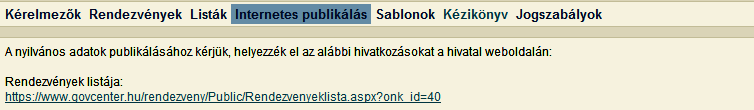 Kérelmezők Rendezvények Listák Internetes publikálás Sablonok Kézikönyv Jogszabályok
A nyilvános adatok publikálásához kérjük, helyezzék el az alábbi hivatkozásokat a hivatal weboldalán:
Rendezvények listája:
https://www.govcenter.hu/rendezveny/Public/Rendezvenyeklista.aspx?onk_id=40